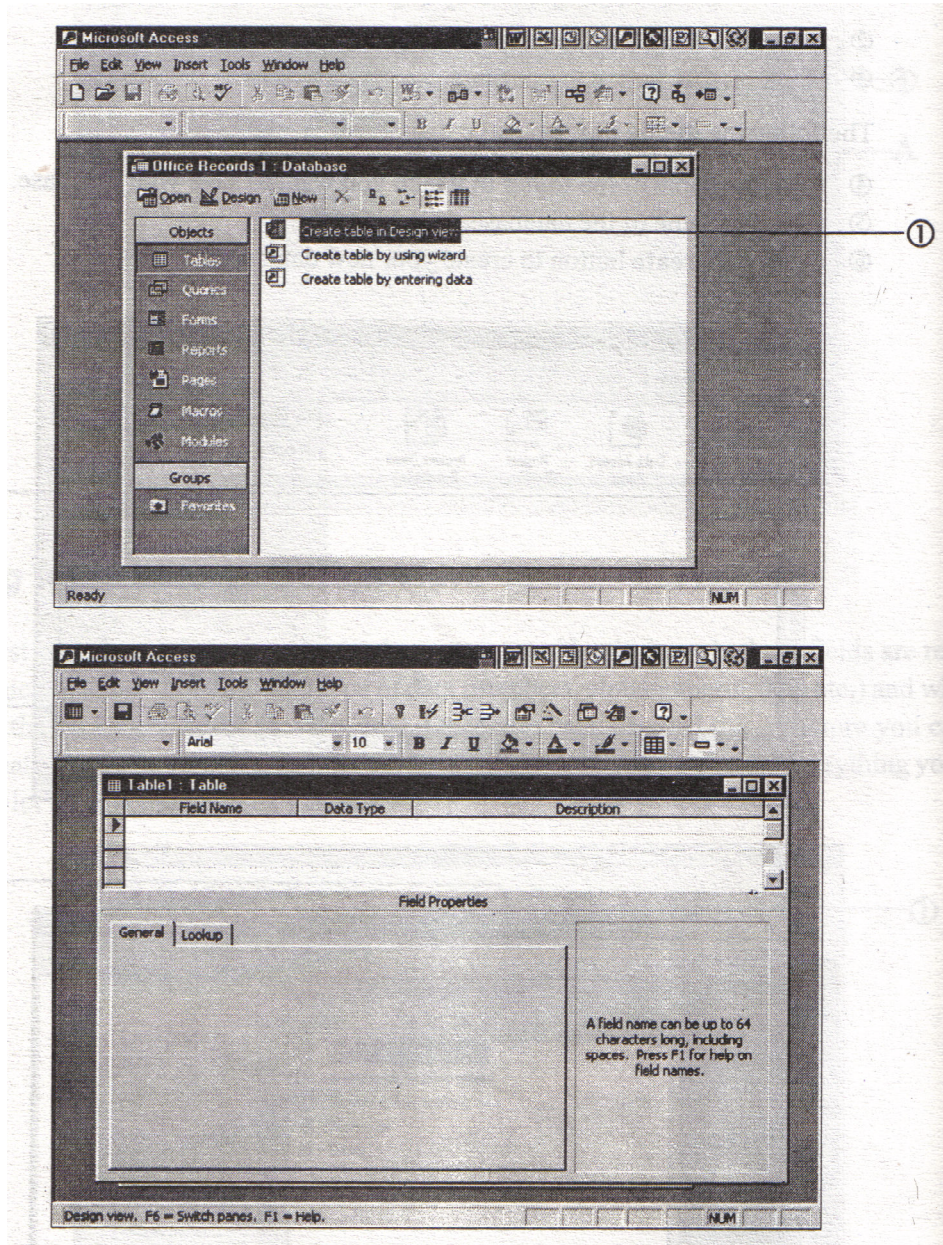 Microsoft Access
File Edit View Insert Tools Window Help
B I U
Office Records 1 : Database
Open Design New
Objects
Create table in Design view
①
Tables
Create table by using wizard
Queries
Create table by entering data
Forms
Reports
Pages
Macros
Modules
Groups
Favorites
Ready NUM
Microsoft Access
File Edit View Insert Tools Window Help
Arial 10 B I U
Table1 : Table
Field Name Data Type Description
Field Properties
General Lookup
A field name can be up to 64
characters long, including
spaces. Press F1 for help on
field names.
Design view. F6 = Switch panes. F1 = Help. NUM